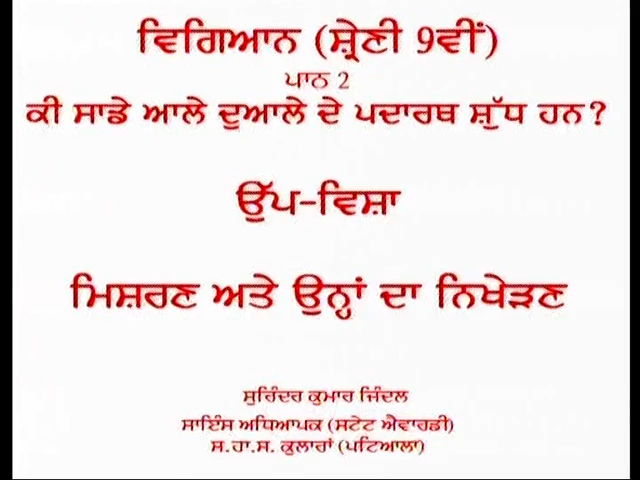 ਵਿਗਿਆਨ (ਸ਼੍ਰੇਣੀ 9ਵੀਂ)
ਪਾਠ 2
ਕੀ ਸਾਡੇ ਆਲੇ ਦੁਆਲੇ ਦੇ ਪਦਾਰਥ ਸ਼ੁੱਧ ਹਨ?
ਉੱਪ-ਵਿਸ਼ਾ
ਮਿਸ਼ਰਣ ਅਤੇ ਉਨ੍ਹਾਂ ਦਾ ਨਿਖੇੜਣ
ਸੁਰਿੰਦਰ ਕੁਮਾਰ ਜਿੰਦਲ
ਸਾਇੰਸ ਅਧਿਆਪਕ (ਸਟੇਟ ਐਵਾਰਡੀ)
ਸ.ਹਾ.ਸ. ਕੁਲਾਰਾਂ (ਪਟਿਆਲਾ)